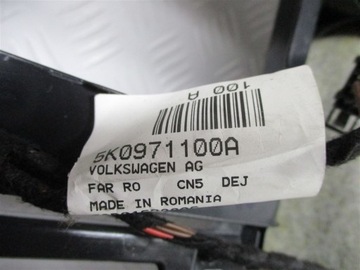 100 A
5K0971100A
VOLKSWAGEN AG
FAR RO CN5 DEJ
MADE IN ROMANIA